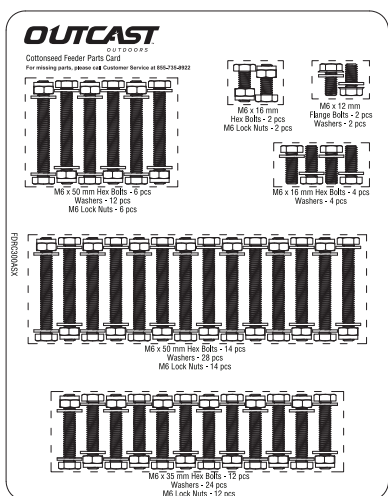 OUTCAST
OUTDOORS
Cottonseed Feeder Parts Card
For missing parts, please call Customer Service at 855-735-8922
M6 x 50 mm Hex Bolts - 6 pcs
Washers - 12 pcs
M6 Lock Nuts - 6 pcs
M6 x 16 mm
Hex Bolts - 2 pcs
M6 Lock Nuts - 2 pcs
M6 x 12 mm
Flange Bolts - 2 pcs
Washers - 2 pcs
M6 x 16 mm Hex Bolts - 4 pcs
Washers - 4 pcs
FDRC300ASX
M6 x 50 mm Hex Bolts - 14 pcs
Washers - 28 pcs
M6 Lock Nuts - 14 pcs
M6 x 35 mm Hex Bolts - 12 pcs
Washers - 24 pcs
M6 Lock Nuts - 12 pcs